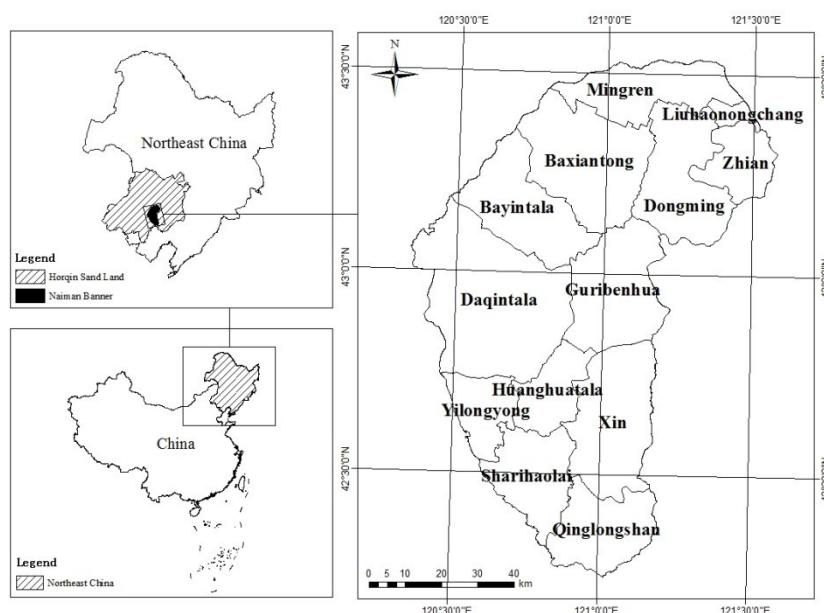 Northeast China
Legend
Horqin Sand Land
Naiman Banner
China
Legend
Northeast China
120°30'0"E
121°0'0"E
121°30'0"E
N
43°30'0"N
43°0'0"N
42°30'0"N
Mingren
Liuhaonongchang
Baxiantong
Zhian
Bayintala
Dongming
Daqintala
Guribenhua
Huanghuatala
Yilongyong
Xin
Sharihaolai
Qinglongshan
0 5 10 20 30 40
km
120°30'0"E
121°0'0"E
121°30'0"E